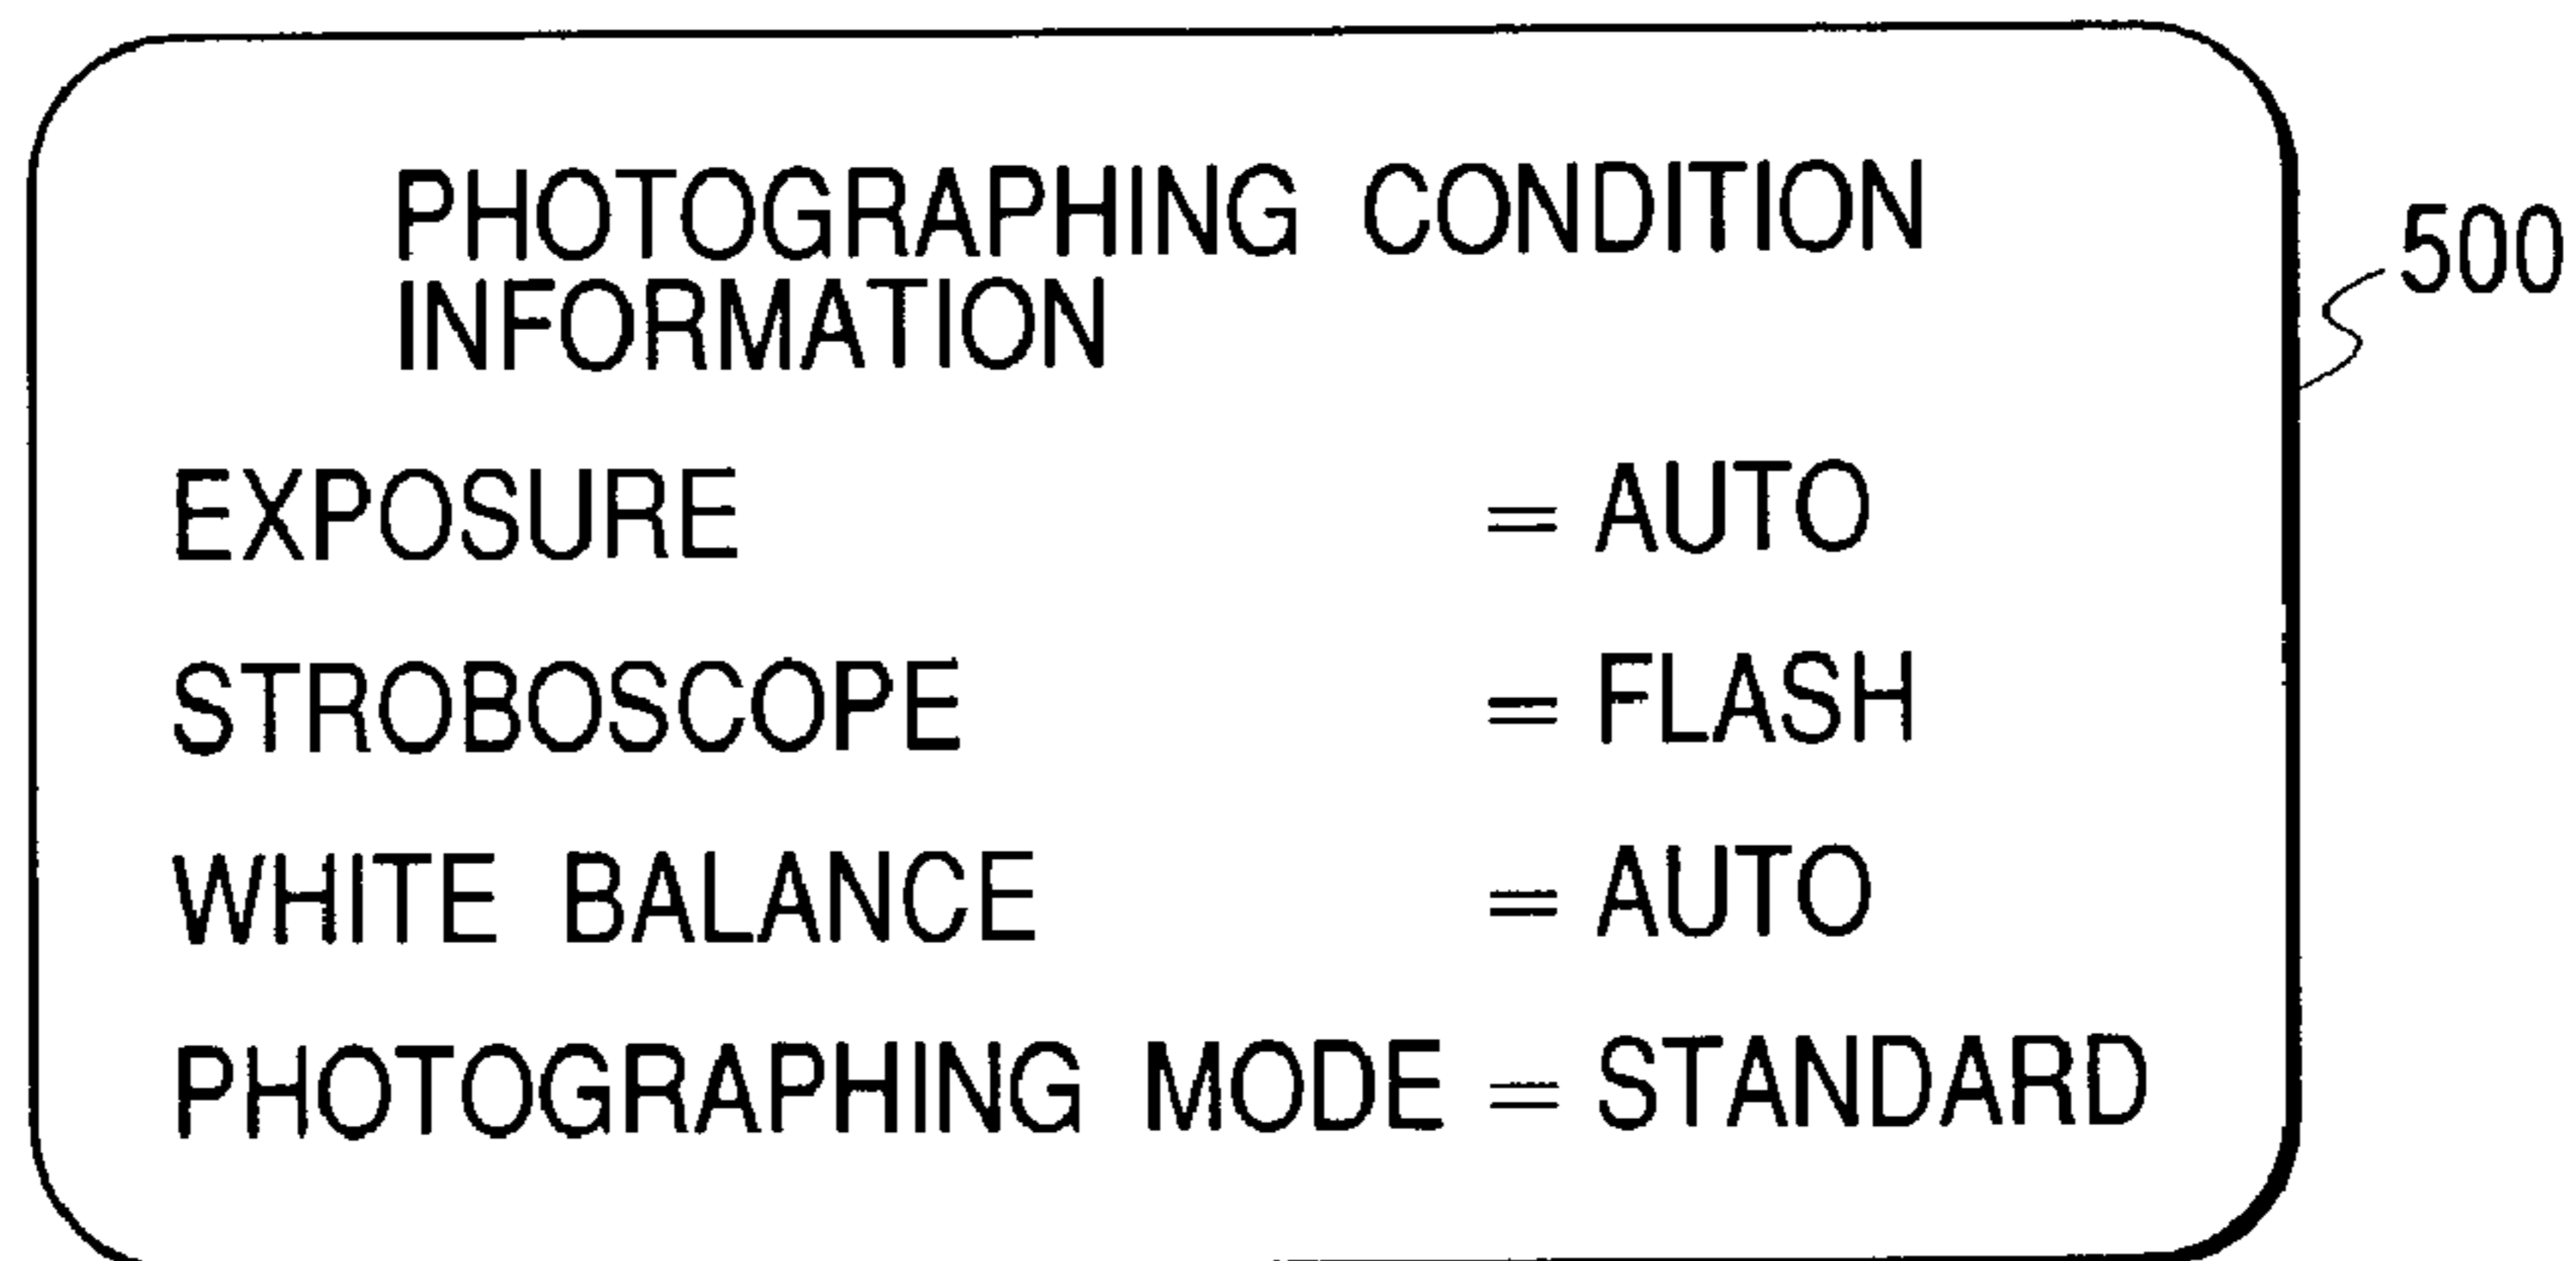 PHOTOGRAPHING CONDITION
INFORMATION
500
EXPOSURE = AUTO
STROBOSCOPE = FLASH
WHITE BALANCE = AUTO
PHOTOGRAPHING MODE = STANDARD